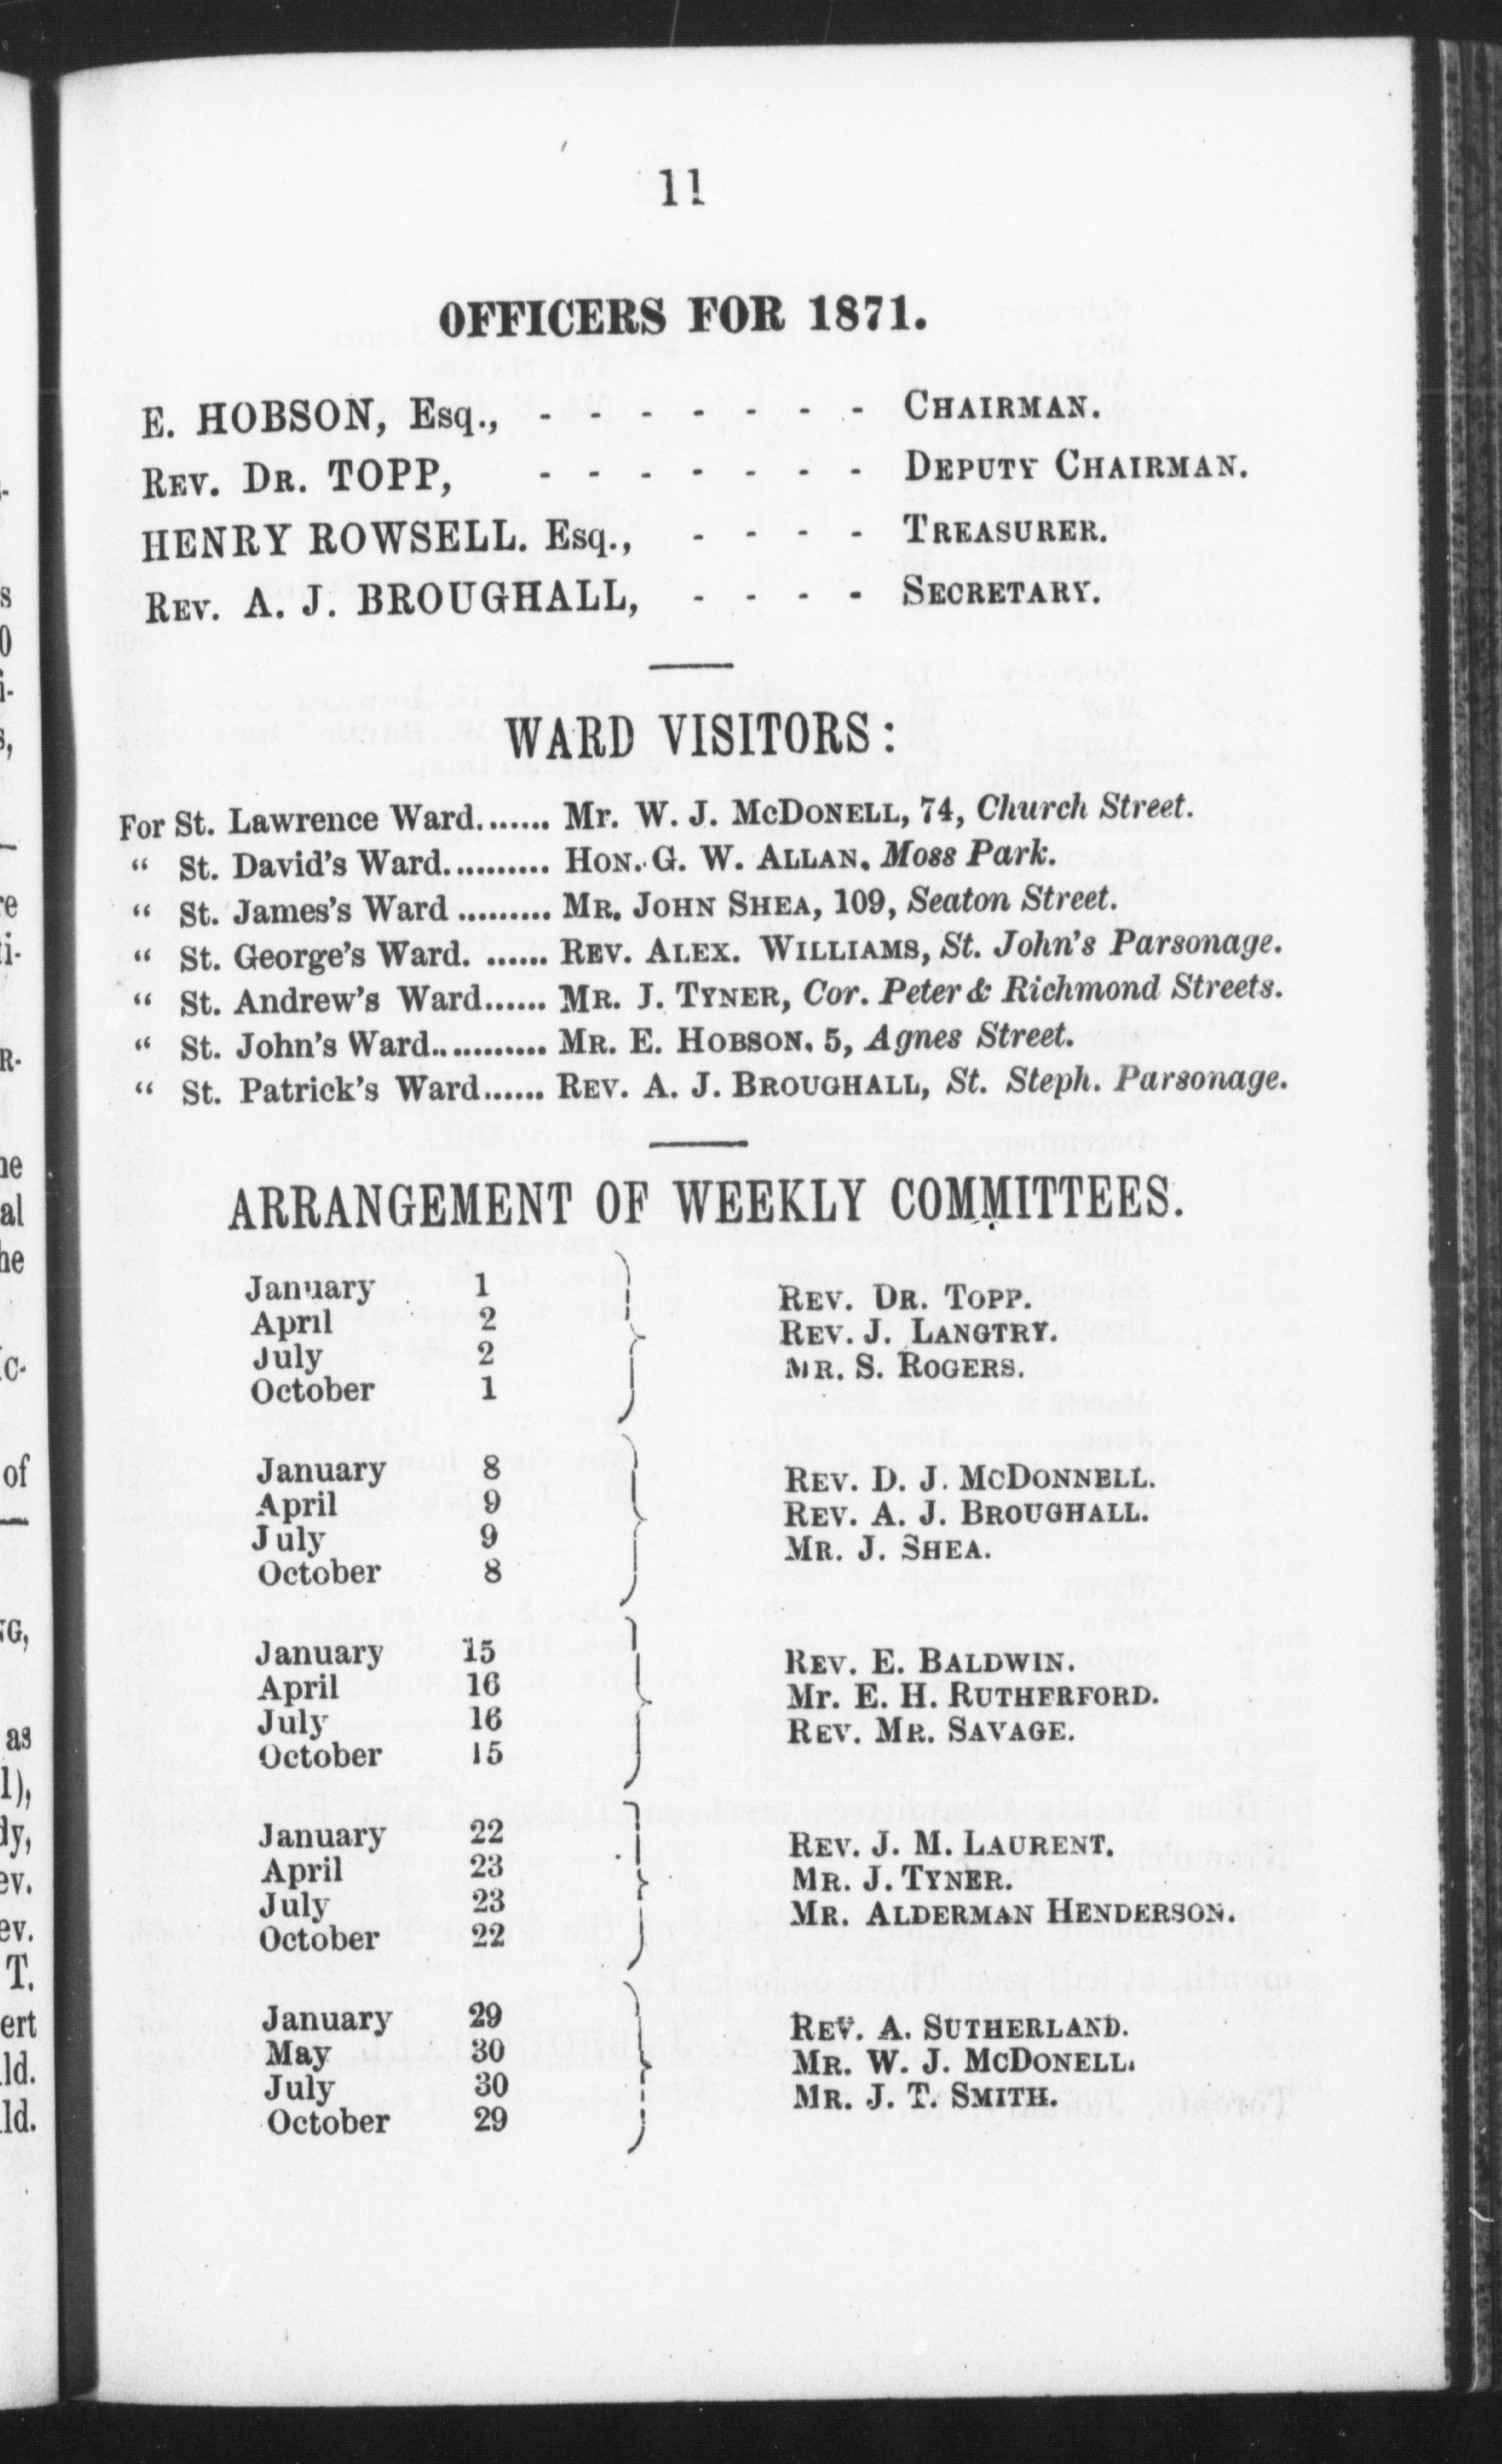 11
OFFICERS FOR 1871.
E. HOBSON, Esq., - - - - - - - CHAIRMAN.
REV. DR. TOPP, - - - - - - - DEPUTY CHAIRMAN.
HENRY ROWSELL. Esq., - - - - TREASURER.
REV. A. J. BROUGHALL, - - - - SECRETARY.
WARD VISITORS:
For St. Lawrence Ward....... Mr. W. J. McDONELL, 74, Church Street.
“ St. David's Ward.......... HON. G. W. ALLAN. Moss Park.
“ St. James's Ward ......... MR. JOHN SHEA, 109, Seaton Street.
“ St. George's Ward. ...... REV. ALEX. WILLIAMS, St. John's Parsonage.
“ St. Andrew's Ward...... MR. J. TYNER, Cor. Peter & Richmond Streets.
“ St. John's Ward........... MR. E. HOBSON. 5, Agnes Street.
“ St. Patrick's Ward...... REV. A. J. BROUGHALL, St. Steph. Parsonage.
ARRANGEMENT OF WEEKLY COMMITTEES.
January 1
April 2
July 2
October 1
REV. DR. TOPP.
REV. J. LANGTRY.
MR. S. ROGERS.
January 8
April 9
July 9
October 8
REV. D. J. McDONNELL.
REV. A. J. BROUGHALL.
MR. J. SHEA.
January 15
April 16
July 16
October 15
REV. E. BALDWIN.
Mr. E. H. RUTHERFORD.
REV. MR. SAVAGE.
January 22
April 23
July 23
October 22
REV. J. M. LAURENT.
MR. J. TYNER.
MR. ALDERMAN HENDERSON.
January 29
May 30
July 30
October 29
REV. A. SUTHERLAND.
MR. W. J. McDONELL.
MR. J. T. SMITH.